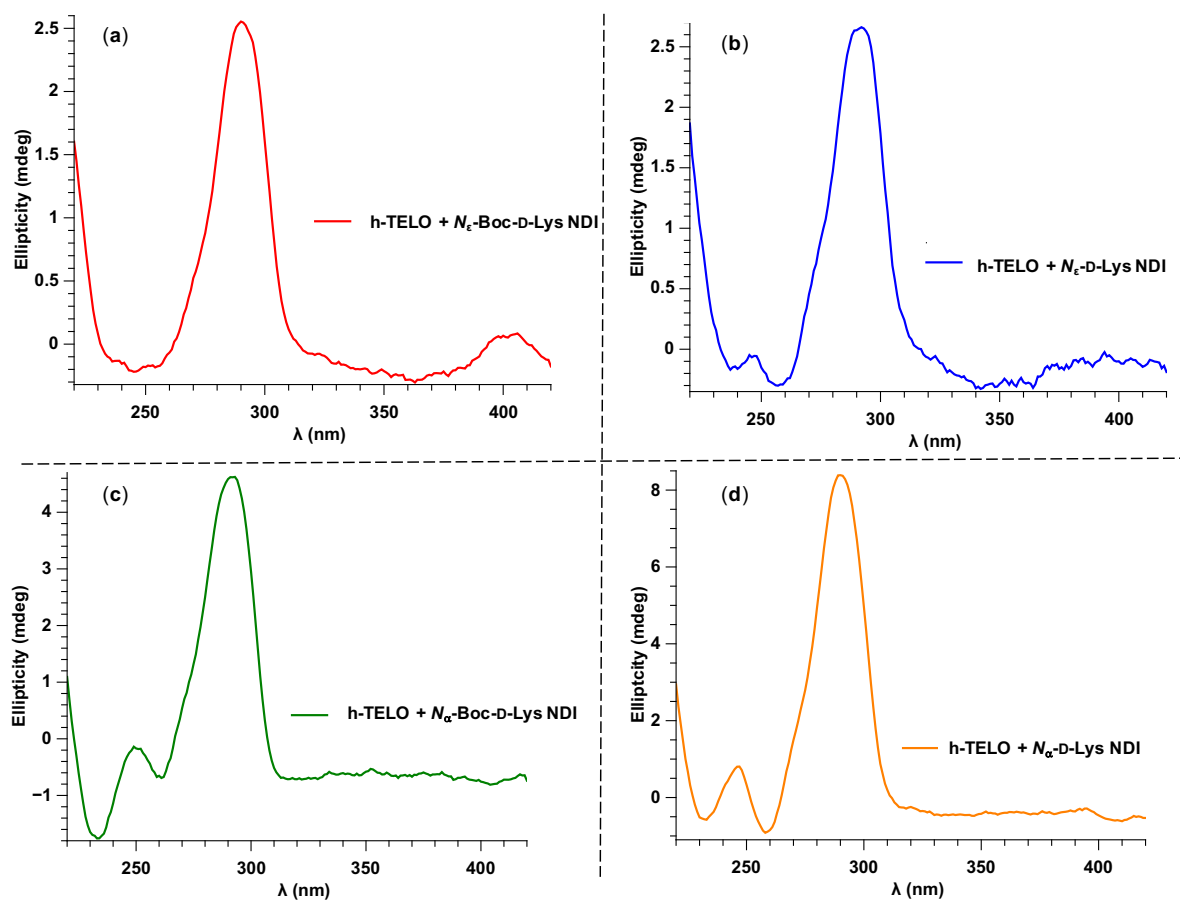 (a)
2.5
2
1.5
1
0.5
0
Ellipticity (mdeg)
h-TELO + Nε-Boc-D-Lys NDI
250 300 350 400
λ (nm)
(b)
2.5
2
1.5
1
0.5
0
Ellipticity (mdeg)
h-TELO + Nε-D-Lys NDI
250 300 350 400
λ (nm)
(c)
4
3
2
1
0
−1
Ellipticity (mdeg)
h-TELO + Nα-Boc-D-Lys NDI
250 300 350 400
λ (nm)
(d)
8
6
4
2
0
Elliptcity (mdeg)
h-TELO + Nα-D-Lys NDI
250 300 350 400
λ (nm)